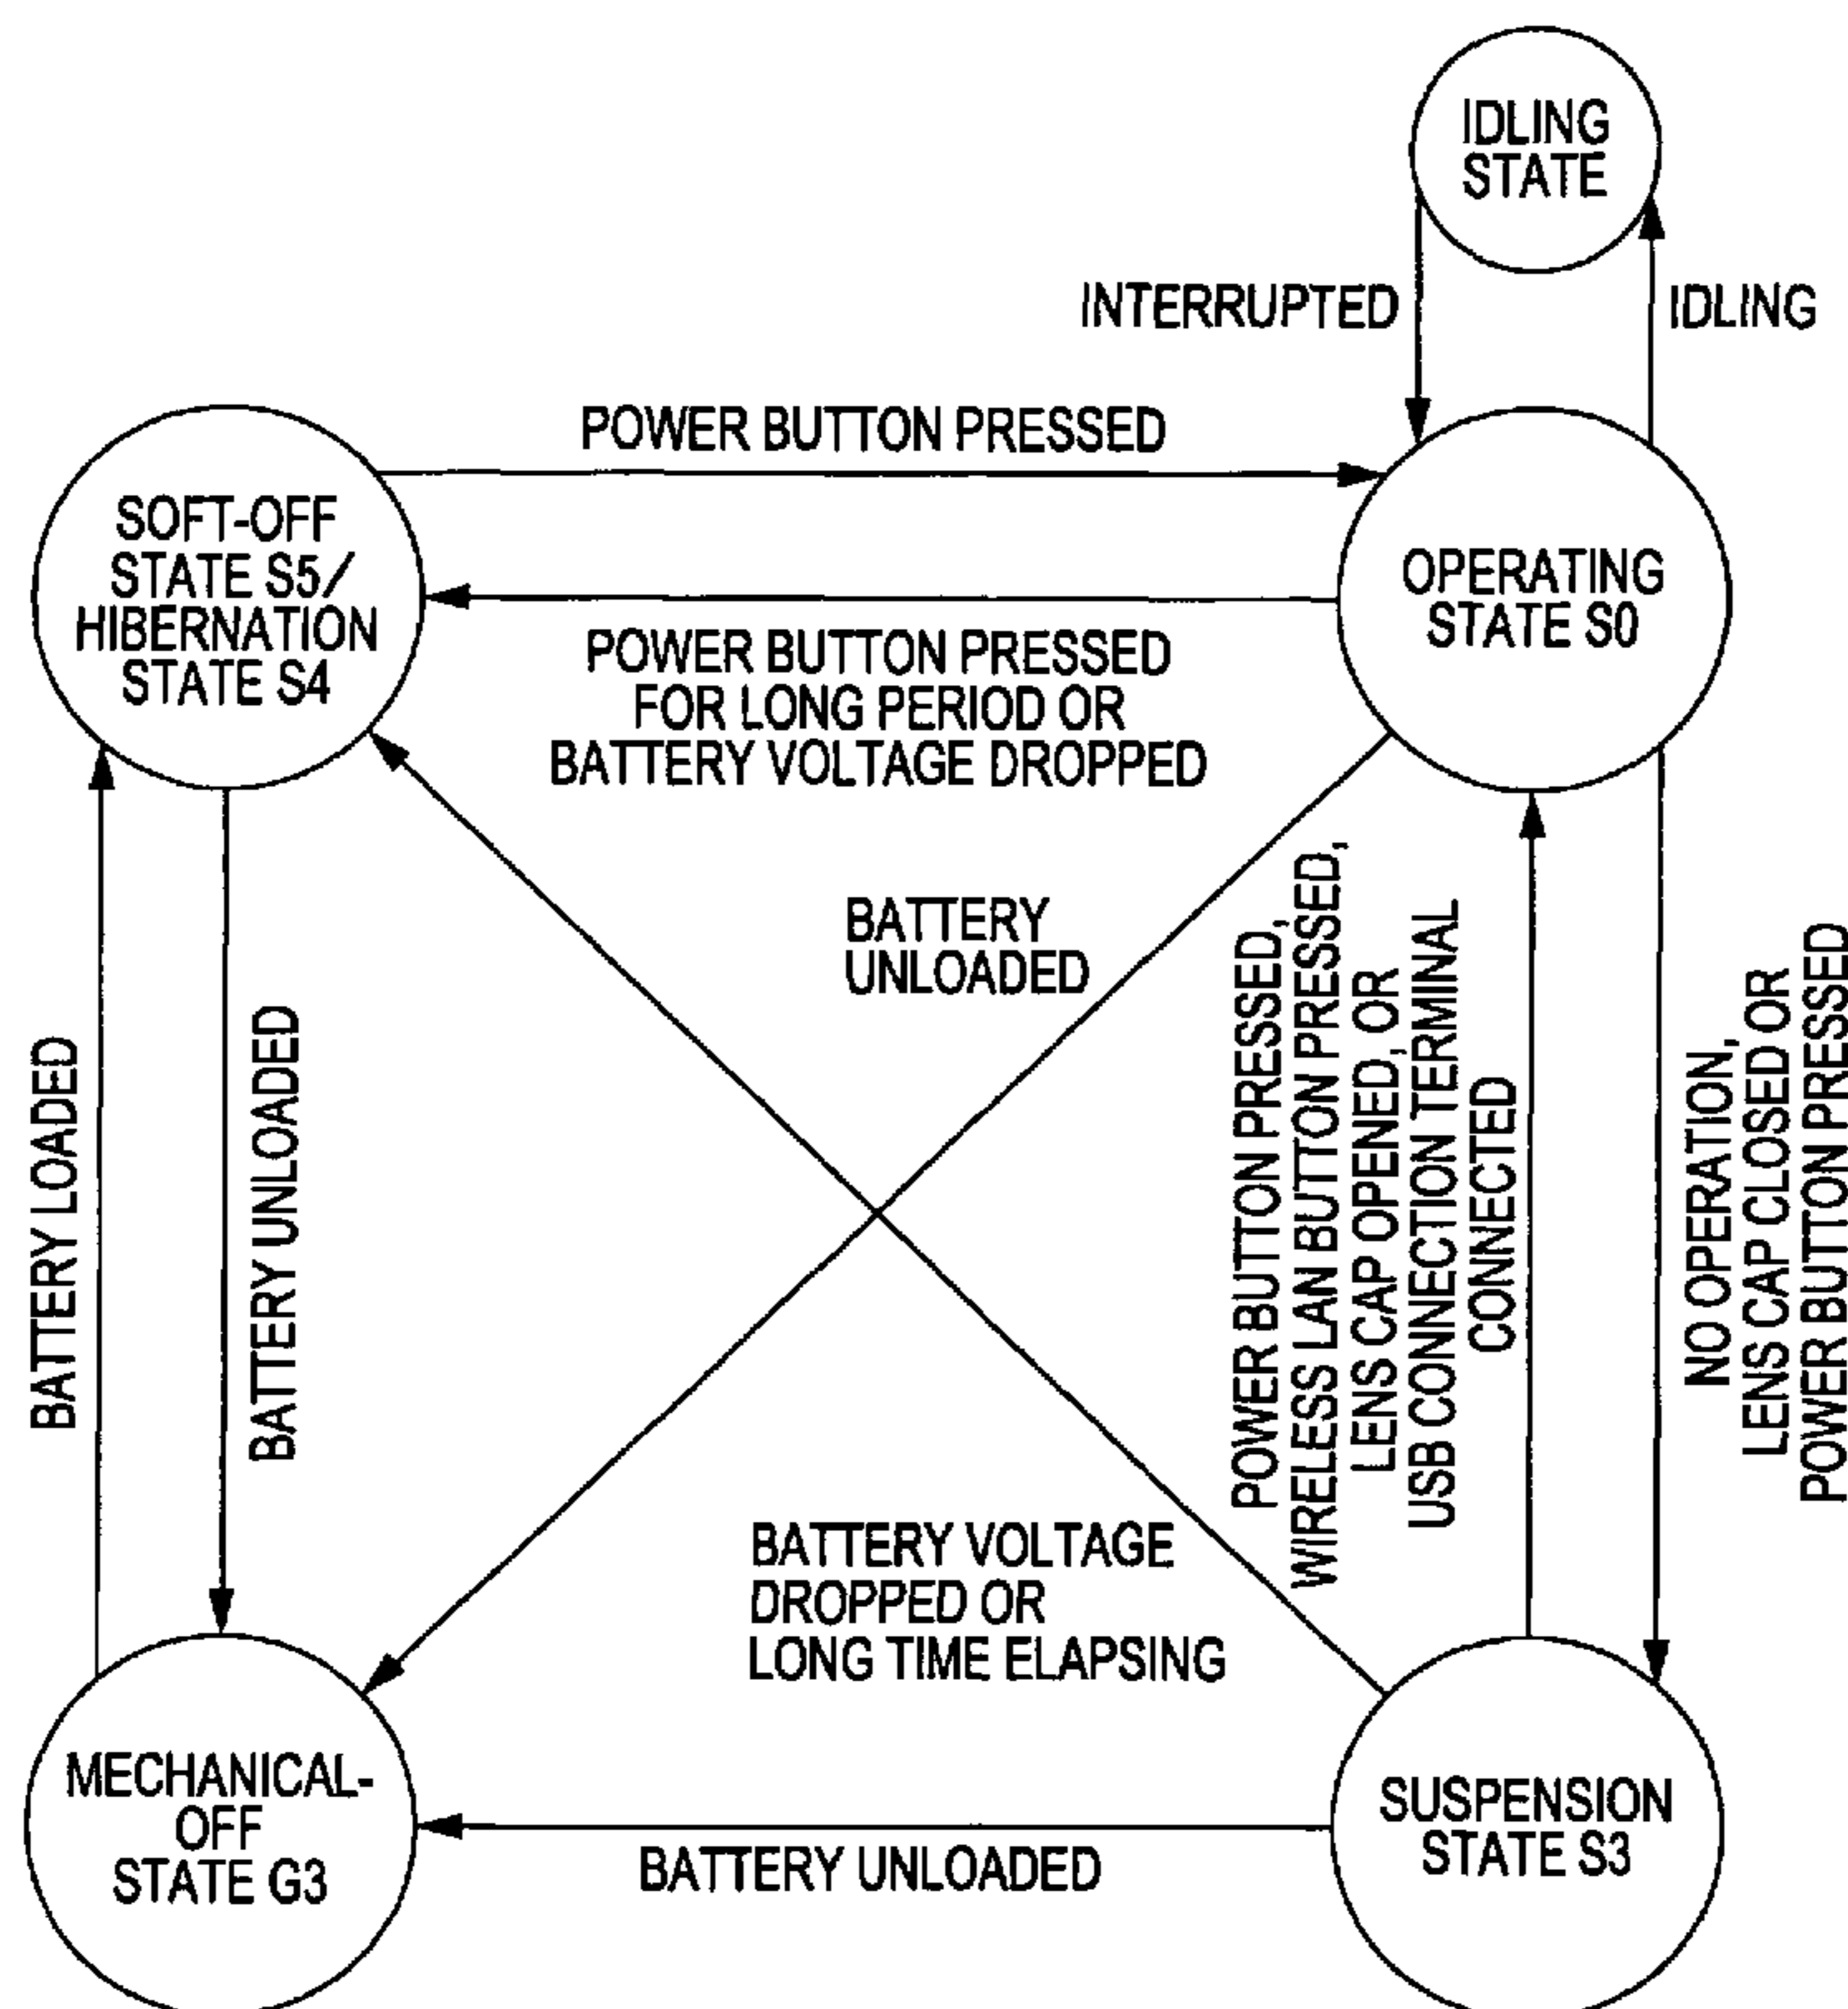 IDLING
STATE
INTERRUPTED
IDLING
POWER BUTTON PRESSED
SOFT-OFF
STATE S5/
HIBERNATION
STATE S4
OPERATING
STATE S0
POWER BUTTON PRESSED
FOR LONG PERIOD OR
BATTERY VOLTAGE DROPPED
BATTERY
UNLOADED
BATTERY LOADED
BATTERY UNLOADED
POWER BUTTON PRESSED,
WIRELESS LAN BUTTON PRESSED,
LENS CAP OPENED, OR
USB CONNECTION TERMINAL
CONNECTED
NO OPERATION,
LENS CAP CLOSED OR
POWER BUTTON PRESSED
BATTERY VOLTAGE
DROPPED OR
LONG TIME ELAPSING
MECHANICAL-
OFF
STATE G3
BATTERY UNLOADED
SUSPENSION
STATE S3